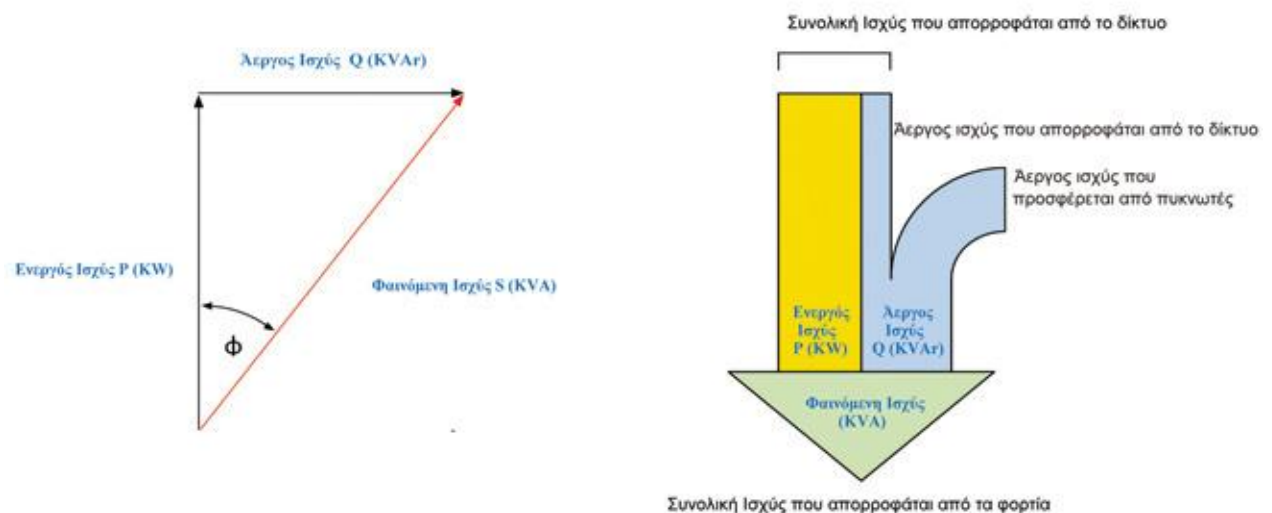 Άεργος Ισχύς Q (KVAr)
Ενεργός Ισχύς P (KW)
Φαινόμενη Ισχύς S (KVA)
ϕ
Συνολική Ισχύς που απορροφάται από το δίκτυο
Άεργος ισχύς που απορροφάται από το δίκτυο
Άεργος ισχύς που
προσφέρεται από πυκνωτές
Ενεργός
Ισχύς
P (KW)
Άεργος
Ισχύς
Q (KVAr)
Φαινόμενη Ισχύς
(KVA)
Συνολική Ισχύς που απορροφάται από τα φορτία